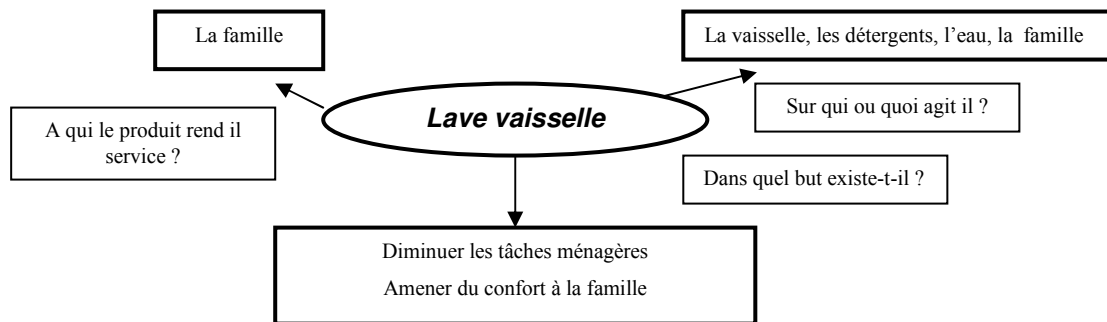 La famille
La vaisselle, les détergents, l'eau, la famille
Lave vaisselle
A qui le produit rend il
service ?
Sur qui ou quoi agit il ?
Dans quel but existe-t-il ?
Diminuer les tâches ménagères
Amener du confort à la famille